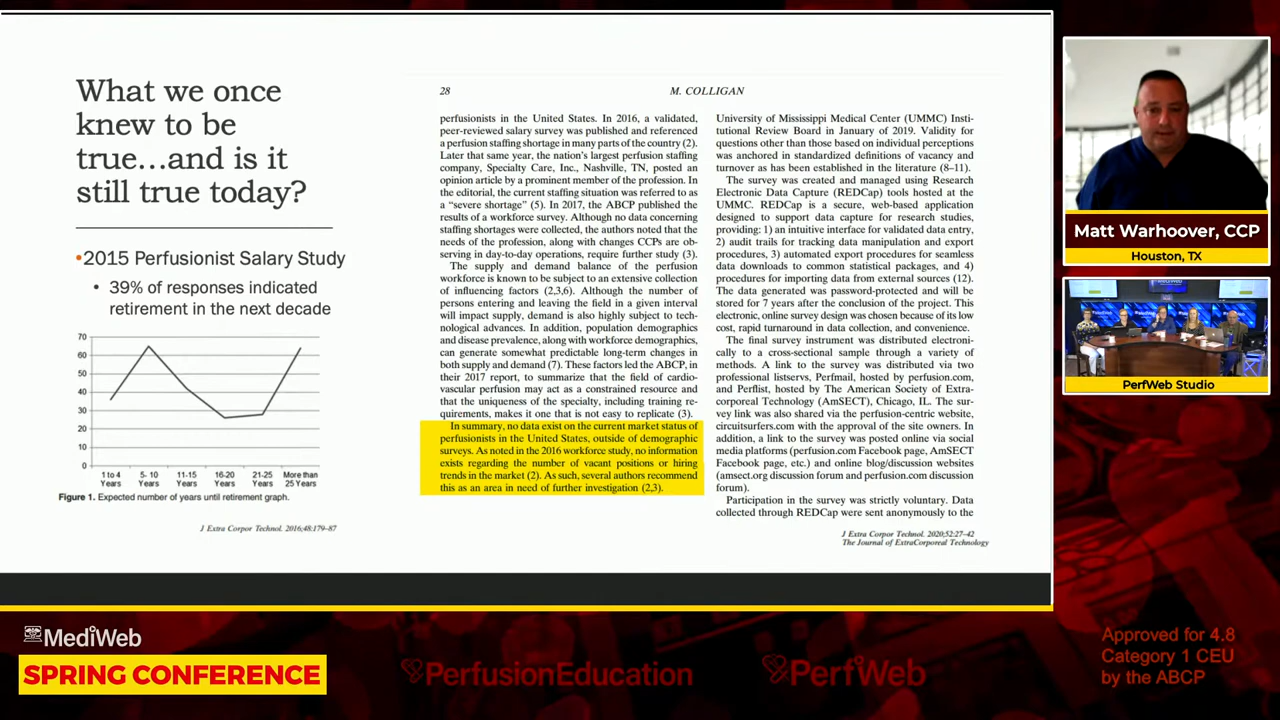 What we once
knew to be
true…and is it
still true today?
•2015 Perfusionist Salary Study
• 39% of responses indicated
retirement in the next decade
70
60
50
40
30
20
10
0
1 to 4 Years
5- 10 Years
11-15 Years
16-20 Years
21-25 Years
More than 25 Years
Figure 1. Expected number of years until retirement graph.
J Extra Corpor Technol. 2016;48:179–87
28
M. COLLIGAN
perfusionists in the United States. In 2016, a validated,
peer-reviewed salary survey was published and referenced
a perfusion staffing shortage in many parts of the country (2).
Later that same year, the nation's largest perfusion staffing
company, Specialty Care, Inc., Nashville, TN, posted an
opinion article by a prominent member of the profession. In
the editorial, the current staffing situation was referred to as
a “severe shortage” (5). In 2017, the ABCP published the
results of a workforce survey. Although no data concerning
staffing shortages were collected, the authors noted that the
needs of the profession, along with changes CCPs are ob-
serving in day-to-day operations, require further study (3).
The supply and demand balance of the perfusion
workforce is known to be subject to an extensive collection
of influencing factors (2,3,6). Although the number of
persons entering and leaving the field in a given interval
will impact supply, demand is also highly subject to tech-
nological advances. In addition, population demographics
and disease prevalence, along with workforce demographics,
can generate somewhat predictable long-term changes in
both supply and demand (7). These factors led the ABCP, in
their 2017 report, to summarize that the field of cardio-
vascular perfusion may act as a constrained resource and
that the uniqueness of the specialty, including training re-
quirements, makes it one that is not easy to replicate (3).
In summary, no data exist on the current market status of
perfusionists in the United States, outside of demographic
surveys. As noted in the 2016 workforce study, no information
exists regarding the number of vacant positions or hiring
trends in the market (2). As such, several authors recommend
this as an area in need of further investigation (2,3).
University of Mississippi Medical Center (UMMC) Insti-
tutional Review Board in January of 2019. Validity for
questions other than those based on individual perceptions
was anchored in standardized definitions of vacancy and
turnover as has been established in the literature (8–11).
The survey was created and managed using Research
Electronic Data Capture (REDCap) tools hosted at the
UMMC. REDCap is a secure, web-based application
designed to support data capture for research studies,
providing: 1) an intuitive interface for validated data entry,
2) audit trails for tracking data manipulation and export
procedures, 3) automated export procedures for seamless
data downloads to common statistical packages, and 4)
procedures for importing data from external sources (12).
The data generated was password-protected and will be
stored for 7 years after the conclusion of the project. This
electronic, online survey design was chosen because of its low
cost, rapid turnaround in data collection, and convenience.
The final survey instrument was distributed electroni-
cally to a cross-sectional sample through a variety of
methods. A link to the survey was distributed via two
professional listservs, Perfmail, hosted by perfusion.com,
and Perflist, hosted by The American Society of Extra-
corporeal Technology (AmSECT), Chicago, IL. The sur-
vey link was also shared via the perfusion-centric website,
circuitsurfers.com with the approval of the site owners. In
addition, a link to the survey was posted online via social
media platforms (perfusion.com Facebook page, AmSECT
Facebook page, etc.) and online blog/discussion websites
(amsect.org discussion forum and perfusion.com discussion
forum).
Participation in the survey was strictly voluntary. Data
collected through REDCap were sent anonymously to the
J Extra Corpor Technol. 2020;52:27–42
The Journal of ExtraCorporeal Technology
Matt Warhoover, CCP
Houston, TX
PerfWeb Studio
MediWeb
SPRING CONFERENCE
PerfusionEducation
PerfWeb
Approved for 4.8
Category 1 CEU
by the ABCP